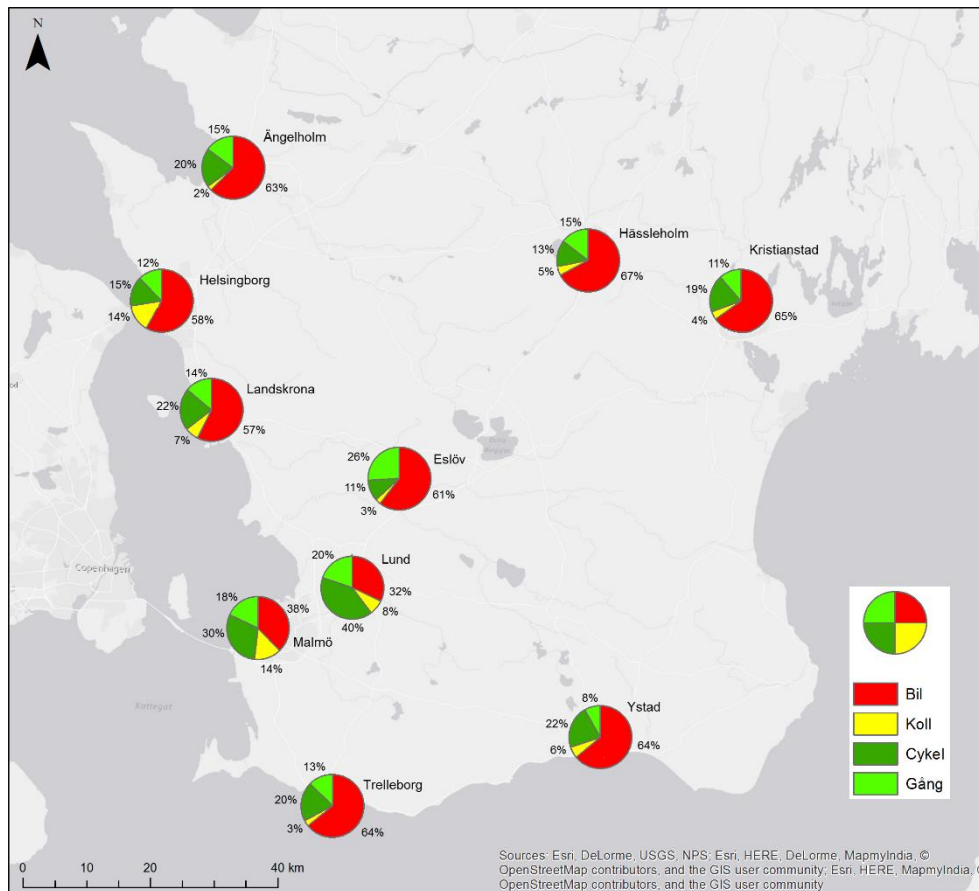 N
15%
Ängelholm
20%
2%
63%
15%
Hässleholm
13%
5%
67%
Kristianstad
11%
19%
4%
65%
12%
Helsingborg
15%
14%
58%
14%
Landskrona
22%
7%
57%
26%
Eslöv
11%
3%
61%
20%
Lund
32%
8%
40%
Copenhagen
18%
38%
30%
Malmö
14%
Kattegat
8%
Ystad
22%
6%
64%
13%
Trelleborg
20%
3%
64%
Bil
Koll
Cykel
Gång
0 10 20 40 km
Sources: Esri, DeLorme, USGS, NPS; Esri, HERE, DeLorme, MapmyIndia, ©
OpenStreetMap contributors, and the GIS user community; Esri, HERE, MapmyIndia,
OpenStreetMap contributors, and the GIS user community